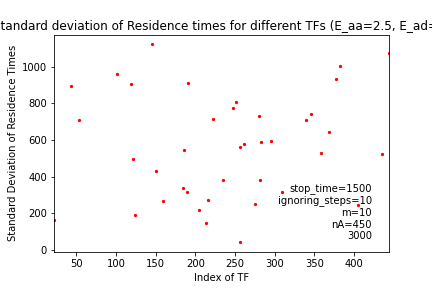 tandard deviation of Residence times for different TFs (E_aa=2.5, E_ad=
Standard Deviation of Residence Times
1000
800
600
400
200
0
stop_time=1500
ignoring_steps=10
m=10
nA=450
3000
50 100 150 200 250 300 350 400
Index of TF